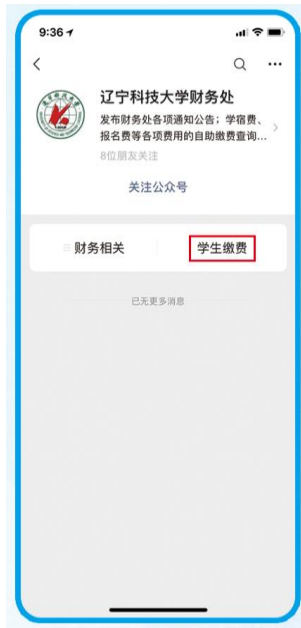 9:36
辽宁科技大学财务处
发布财务处各项通知公告；学宿费、
报名费等各项费用的自助缴费查询...
8位朋友关注
关注公众号
财务相关
学生缴费
已无更多消息